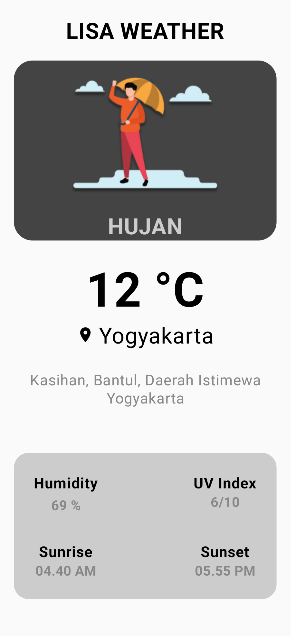 LISA WEATHER
HUJAN
12 °C
Yogyakarta
Kasihan, Bantul, Daerah Istimewa
Yogyakarta
Humidity
69 %
UV Index
6/10
Sunrise
04.40 AM
Sunset
05.55 PM